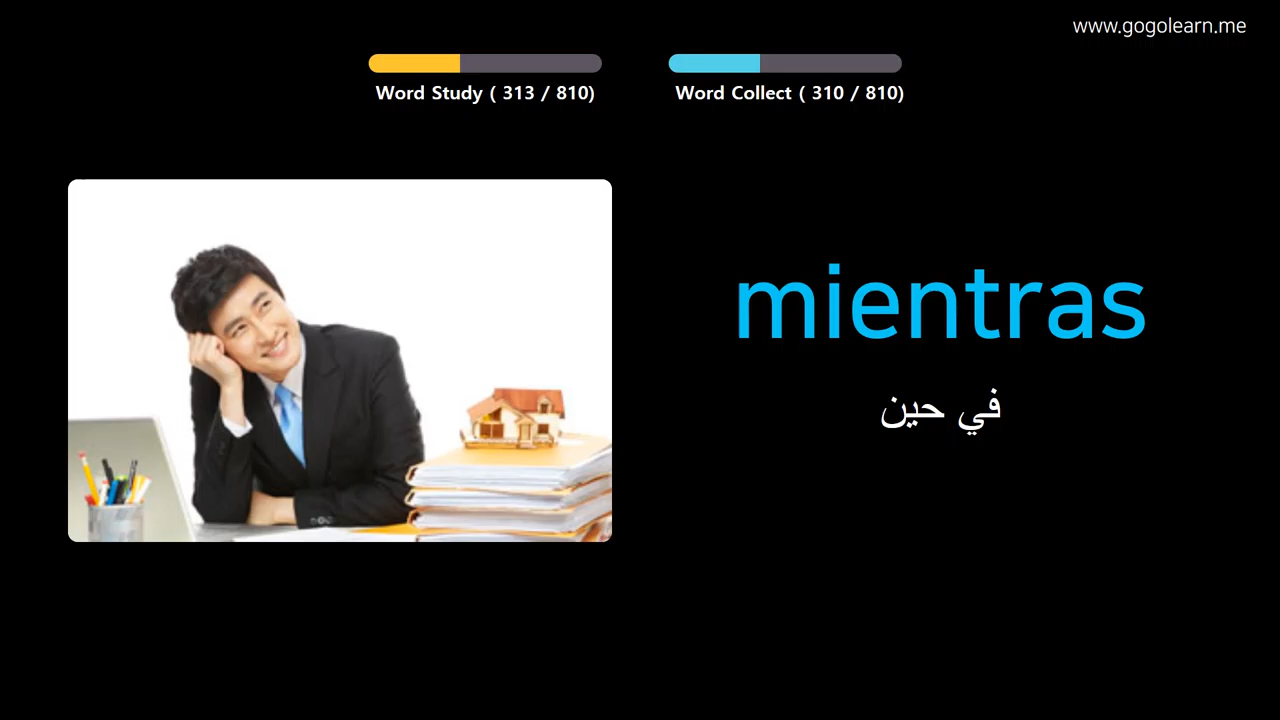 www.gogolearn.me
Word Study ( 313 / 810)
Word Collect ( 310 / 810)
mientras
في حين